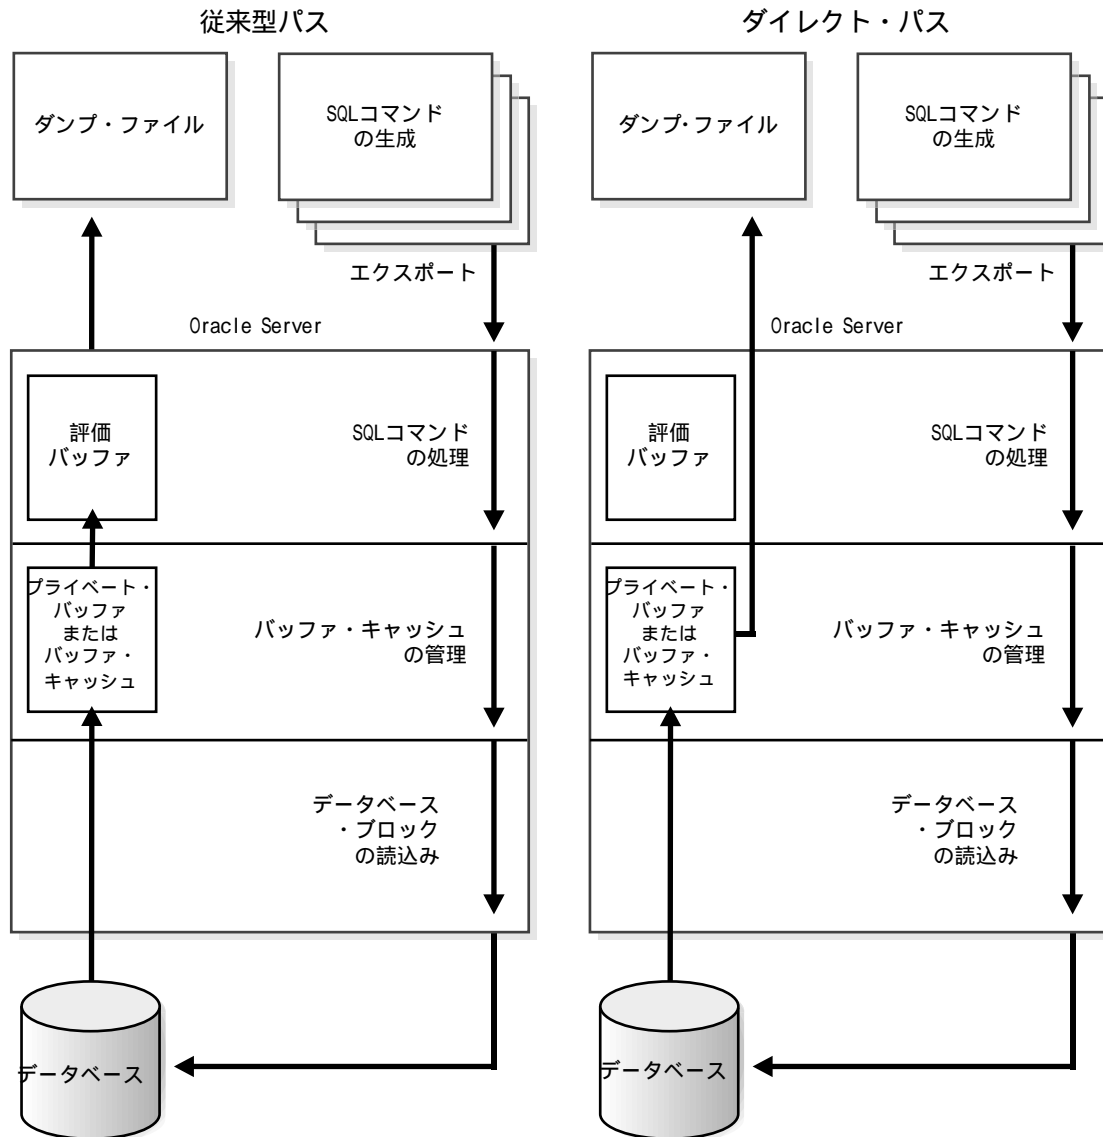 従来型パス
ダンプ・ファイル
SQLコマンド
の生成
エクスポート
Oracle Server
評価
バッファ
SQLコマンド
の処理
プライベート・
バッファ
または
バッファ・
キャッシュ
バッファ・キャッシュ
の管理
データベース
・ブロック
の読込み
データベース
ダイレクト・パス
ダンプ・ファイル
SQLコマンド
の生成
エクスポート
Oracle Server
評価
バッファ
SQLコマンド
の処理
プライベート・
バッファ
または
バッファ・
キャッシュ
バッファ・キャッシュ
の管理
データベース
・ブロック
の読込み
データベース